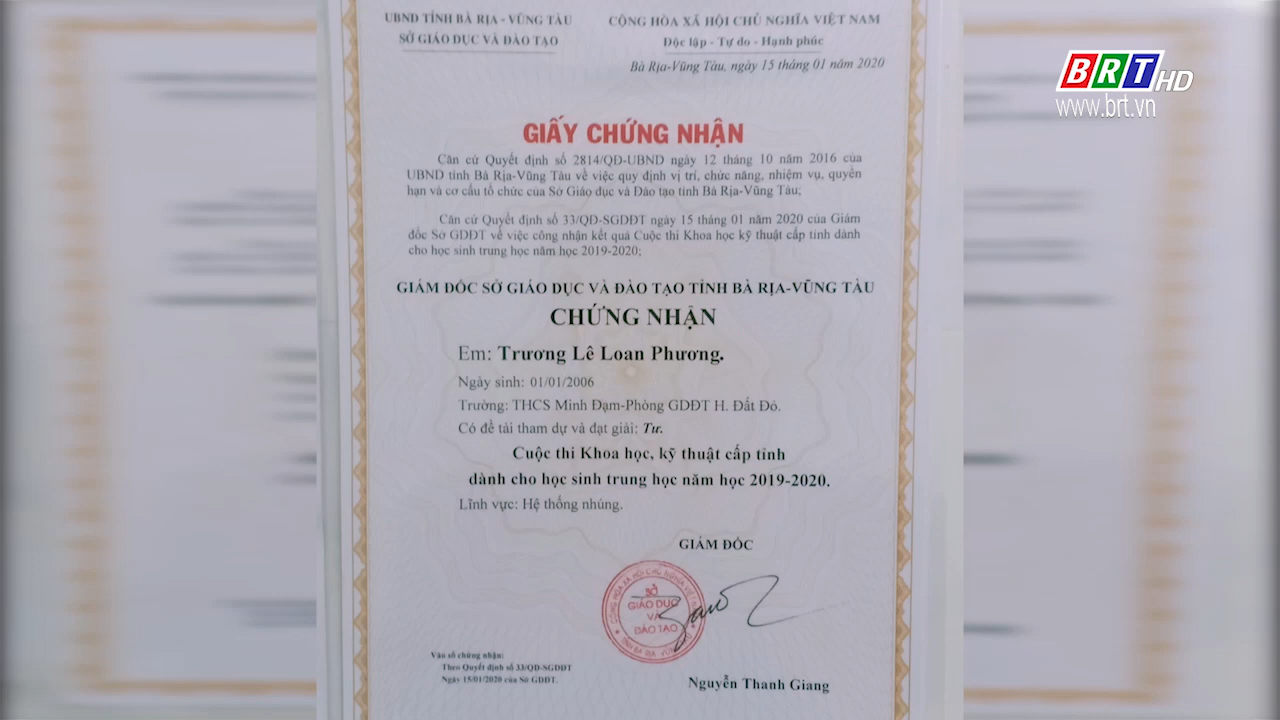 UBND TỈNH BÀ RỊA - VŨNG TÀU
SỞ GIÁO DỤC VÀ ĐÀO TẠO
CỘNG HÒA XÃ HỘI CHỦ NGHĨA VIỆT NAM
Độc lập - Tự do - Hạnh phúc
Bà Rịa-Vũng Tàu, ngày 15 tháng 01 năm 2020
BRT HD
www.brt.vn
GIẤY CHỨNG NHẬN
Căn cứ Quyết định số 2814/QĐ-UBND ngày 12 tháng 10 năm 2016 của
UBND tỉnh Bà Rịa-Vũng Tàu về việc quy định vị trí, chức năng, nhiệm vụ, quyền
hạn và cơ cấu tổ chức của Sở Giáo dục và Đào tạo tỉnh Bà Rịa-Vũng Tàu;
Căn cứ Quyết định số 33/QĐ-SGDĐT ngày 15 tháng 01 năm 2020 của Giám
đốc Sở GDĐT về việc công nhận kết quả Cuộc thi Khoa học kỹ thuật cấp tỉnh dành
cho học sinh trung học năm học 2019-2020;
GIÁM ĐỐC SỞ GIÁO DỤC VÀ ĐÀO TẠO TỈNH BÀ RỊA-VŨNG TÀU
CHỨNG NHẬN
Em: Trương Lê Loan Phương.
Ngày sinh: 01/01/2006
Trường: THCS Minh Đạm-Phòng GDĐT H. Đất Đỏ.
Có đề tài tham dự và đạt giải: Tư.
Cuộc thi Khoa học, kỹ thuật cấp tỉnh
dành cho học sinh trung học năm học 2019-2020.
Lĩnh vực: Hệ thống nhúng.
GIÁM ĐỐC
CỘNG HÒA XÃ HỘI CHỦ NGHĨA VIỆT
SỞ
GIÁO DỤC
VÀ
ĐÀO TẠO
TỈNH BÀ RỊA - VŨNG TÀU
Vào sổ chứng nhận:
Theo Quyết định số 33/QĐ-SGDĐT
Ngày 15/01/2020 của Sở GDĐT.
Nguyễn Thanh Giang